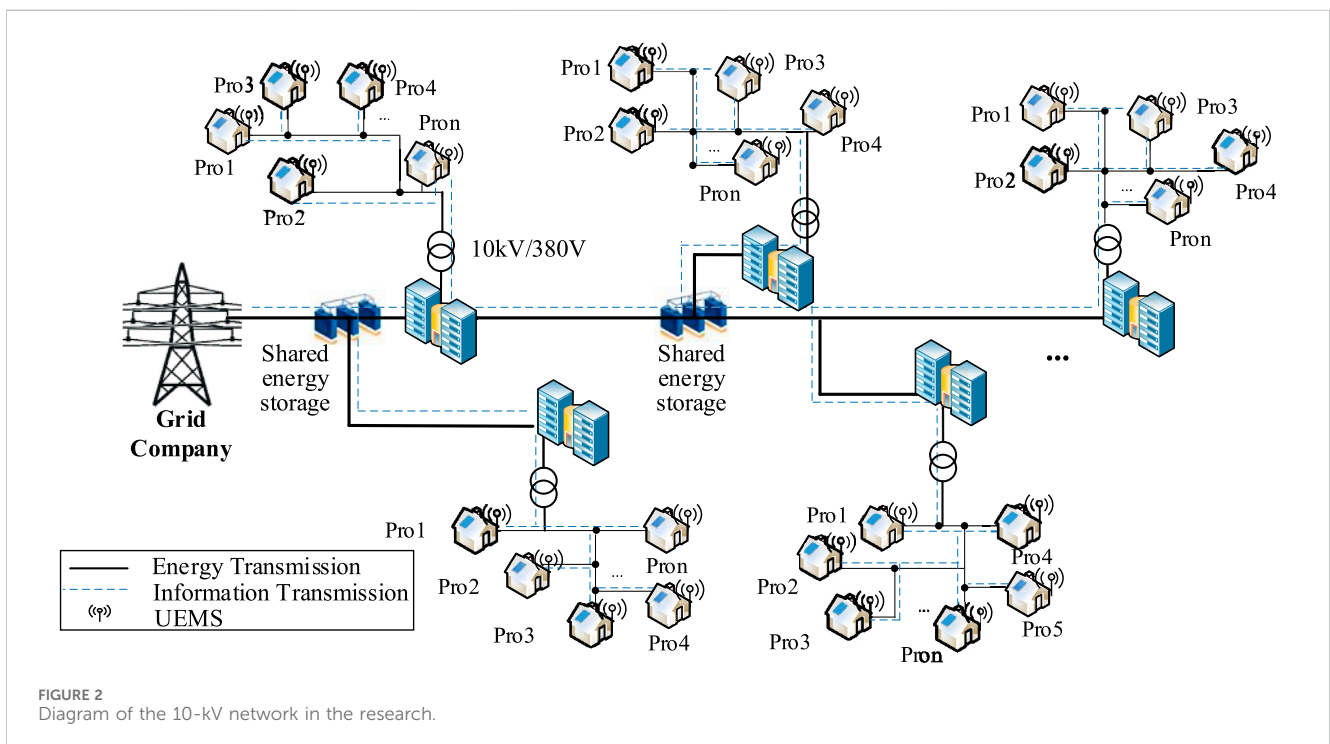 Pro3
Pro4
...
Pro1
Pron
Pro2
10kV/380V
Pro1
Pro3
Pro2
Pro4
...
Pron
Pro1
Pro3
Pro2
Pro4
...
Pron
Grid
Company
Shared
energy
storage
Shared
energy
storage
...
Pro1
Pro2
Pron
...
Pro3
Pro4
Pro1
Pro4
Pro2
Pro3
...
Pro5
Pron
Energy Transmission
Information Transmission
UEMS
FIGURE 2
Diagram of the 10-kV network in the research.